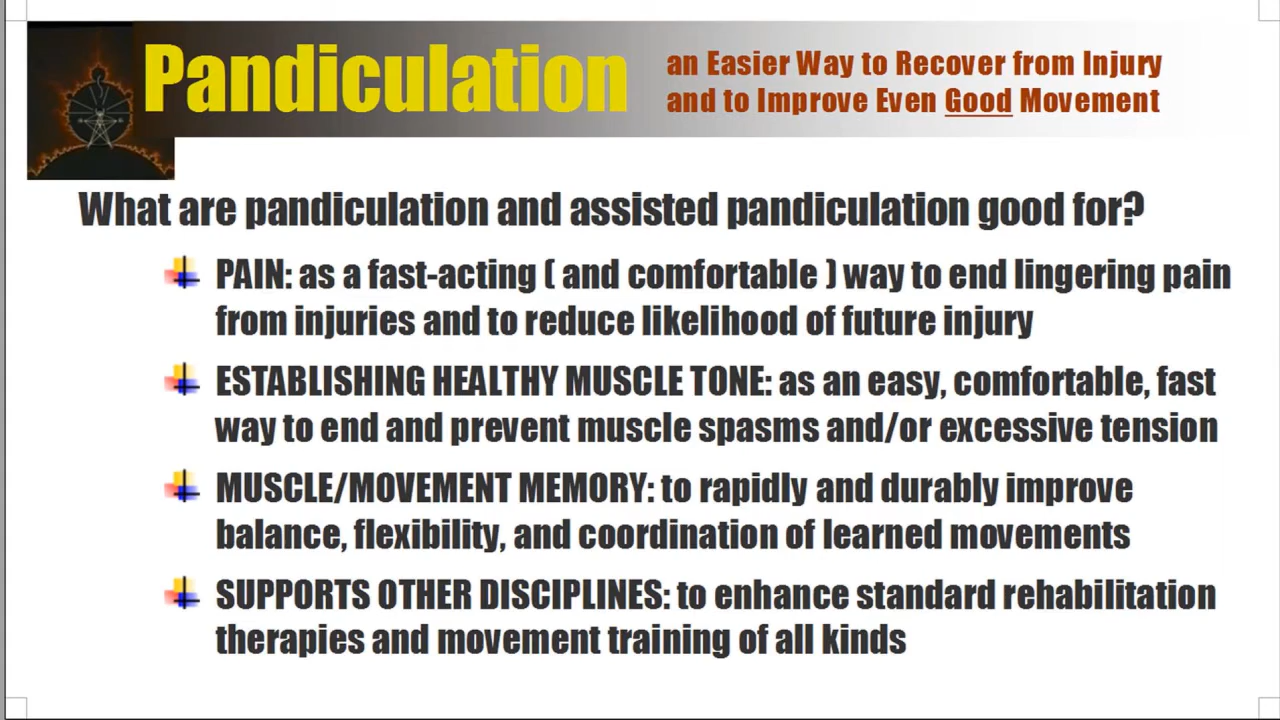 Pandiculation
an Easier Way to Recover from Injury
and to Improve Even Good Movement
What are pandiculation and assisted pandiculation good for?
PAIN: as a fast-acting ( and comfortable ) way to end lingering pain
from injuries and to reduce likelihood of future injury
ESTABLISHING HEALTHY MUSCLE TONE: as an easy, comfortable, fast
way to end and prevent muscle spasms and/or excessive tension
MUSCLE/MOVEMENT MEMORY: to rapidly and durably improve
balance, flexibility, and coordination of learned movements
SUPPORTS OTHER DISCIPLINES: to enhance standard rehabilitation
therapies and movement training of all kinds